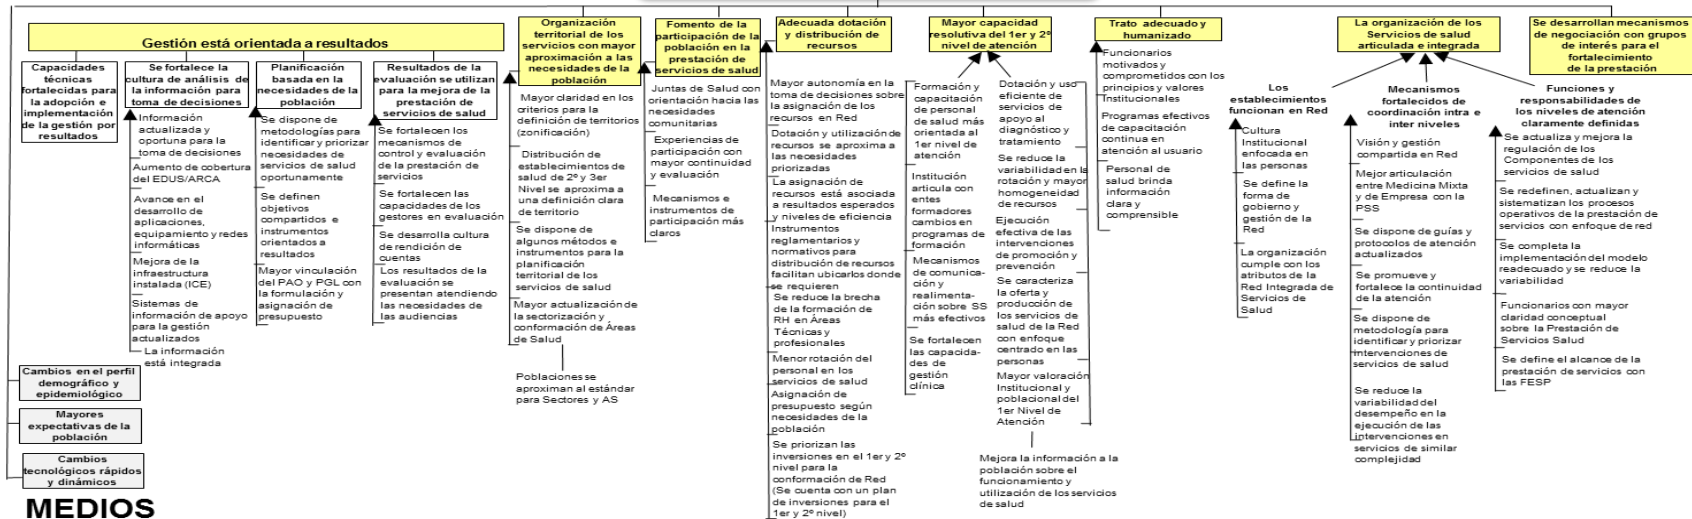 Gestión está orientada a resultados
Capacidades
técnicas
fortalecidas para
la adopción e
implementación
de la gestión por
resultados
Se fortalece la
cultura de análisis de
la información para
toma de decisiones
Información
actualizada y
oportuna para la
toma de decisiones
Aumento de cobertura
del EDUS/ARCA
Avance en el
desarrollo de
aplicaciones,
equipamiento y redes
informáticas
Mejora de la
infraestructura
instalada (ICE)
Sistemas de
información de apoyo
para la gestión
actualizados
La información
está integrada
Planificación
basada en la
necesidades de la
población
Se dispone de
metodologías para
identificar y priorizar
necesidades de
servicios de salud
oportunamente
Se definen
objetivos
compartidos e
instrumentos
orientados a
resultados
Mayor vinculación
del PAO y PGL con
la formulación y
asignación de
presupuesto
Resultados de la
evaluación se utilizan
para la mejora de la
prestación de
servicios de salud
Se fortalecen los
mecanismos de
control y evaluación
de la prestación de
servicios
Se fortalecen las
capacidades de los
gestores en evaluación
Se desarrolla cultura
de rendición de
cuentas
Los resultados de la
evaluación se
presentan atendiendo
las necesidades de
las audiencias
Organización
territorial de los
servicios con mayor
aproximación a las
necesidades de la
población
Mayor claridad en los
criterios para la
definición de territorios
(zonificación)
Distribución de
establecimientos de
salud de 2º y 3er
Nivel se aproxima a
una definición clara
de territorio
Se dispone de
algunos métodos e
instrumentos para la
planificación
territorial de los
servicios de salud
Mayor actualización de
la sectorización y
conformación de Áreas
de Salud
Poblaciones se
aproximan al estándar
para Sectores y AS
Fomento de la
participación de la
población en la
prestación de
servicios de salud
Juntas de Salud con
orientación hacia las
necesidades
comunitarias
Experiencias de
participación con
mayor continuidad
y evaluación
Mecanismos e
instrumentos de
participación más
claros
Adecuada dotación
y distribución de
recursos
Mayor autonomía en la
toma de decisiones sobre
la asignación de los
recursos en Red
Dotación y utilización de
recursos se aproxima a
las necesidades
priorizadas
La asignación de
recursos está asociada
a resultados esperados
y niveles de eficiencia
Instrumentos
reglamentarios y
normativos para
distribución de recursos
facilitan ubicarlos donde
se requieren
Se reduce la brecha
de la formación de
RH en Áreas
Técnicas y
profesionales
Menor rotación del
personal en los
servicios de salud
Asignación de
presupuesto según
necesidades de la
población
Se priorizan las
inversiones en el 1er y 2º
nivel para la
conformación de Red
(Se cuenta con un plan
de inversiones para el
1er y 2º nivel)
Mayor capacidad
resolutiva del 1er y 2º
nivel de atención
Formación y
capacitación
de personal
de salud más
orientada al
1er nivel de
atención
Institución
articula con
entes
formadores
cambios en
programas de
formación
Mecanismos
de comunica-
ción y
realimenta-
ción sobre SS
más efectivos
Se fortalecen
las capacida-
des de
gestión
clínica
Dotación y uso
eficiente de
servicios de
apoyo al
diagnóstico y
tratamiento
Se reduce la
variabilidad en la
rotación y mayor
homogeneidad
de recursos
Ejecución
efectiva de las
intervenciones
de promoción y
prevención
Se caracteriza
la oferta y
producción de
los servicios de
salud de la Red
con enfoque
centrado en las
personas
Mayor valoración
Institucional y
poblacional del
1er Nivel de
Atención
Mejora la información a la
población sobre el
funcionamiento y
utilización de los servicios
de salud
Trato adecuado y
humanizado
Funcionarios
motivados y
comprometidos con los
principios y valores
Institucionales
Programas efectivos
de capacitación
continua en
atención al usuario
Personal de
salud brinda
información
clara y
comprensible
La organización de los
Servicios de salud
articulada e integrada
Los
establecimientos
funcionan en Red
Cultura
Institucional
enfocada en
las personas
Se define la
forma de
gobierno y
gestión de la
Red
La organización
cumple con los
atributos de la
Red Integrada de
Servicios de
Salud
Mecanismos
fortalecidos de
coordinación intra e
inter niveles
Visión y gestión
compartida en Red
Mejor articulación
entre Medicina Mixta
y de Empresa con la
PSS
Se dispone de guías y
protocolos de atención
actualizados
Se promueve y
fortalece la continuidad
de la atención
Se dispone de
metodología para
identificar y priorizar
intervenciones de
servicios de salud
Se reduce la
variabilidad del
desempeño en la
ejecución de las
intervenciones en
servicios de similar
complejidad
Funciones y
responsabilidades de
los niveles de atención
claramente definidas
Se actualiza y mejora la
regulación de los
Componentes de los
servicios de salud
Se redefinen, actualizan y
sistematizan los procesos
operativos de la prestación de
servicios con enfoque de red
Se completa la
implementación del modelo
readecuado y se reduce la
variabilidad
Funcionarios con mayor
claridad conceptual
sobre la Prestación de
Servicios Salud
Se define el alcance de la
prestación de servicios con
las FESP
Se desarrollan mecanismos
de negociación con grupos
de interés para el
fortalecimiento
de la prestación
Cambios en el perfil
demográfico y
epidemiológico
Mayores
expectativas de la
población
Cambios
tecnológicos rápidos
y dinámicos
MEDIOS